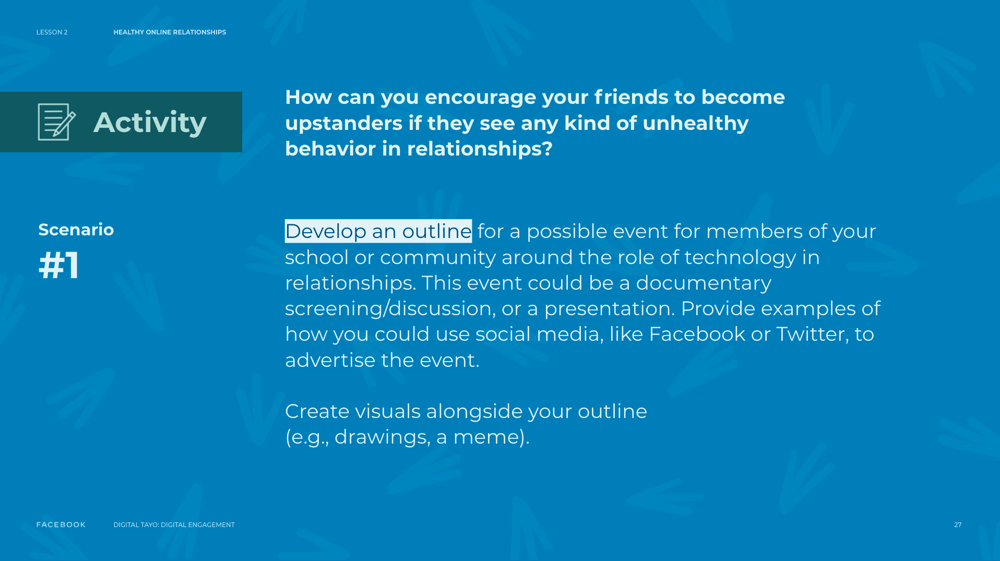 LESSON 2
HEALTHY ONLINE RELATIONSHIPS
Activity
How can you encourage your friends to become
upstanders if they see any kind of unhealthy
behavior in relationships?
Scenario
#1
Develop an outline for a possible event for members of your
school or community around the role of technology in
relationships. This event could be a documentary
screening/discussion, or a presentation. Provide examples of
how you could use social media, like Facebook or Twitter, to
advertise the event.
Create visuals alongside your outline
(e.g., drawings, a meme).
FACEBOOK
DIGITAL TAYO: DIGITAL ENGAGEMENT
27